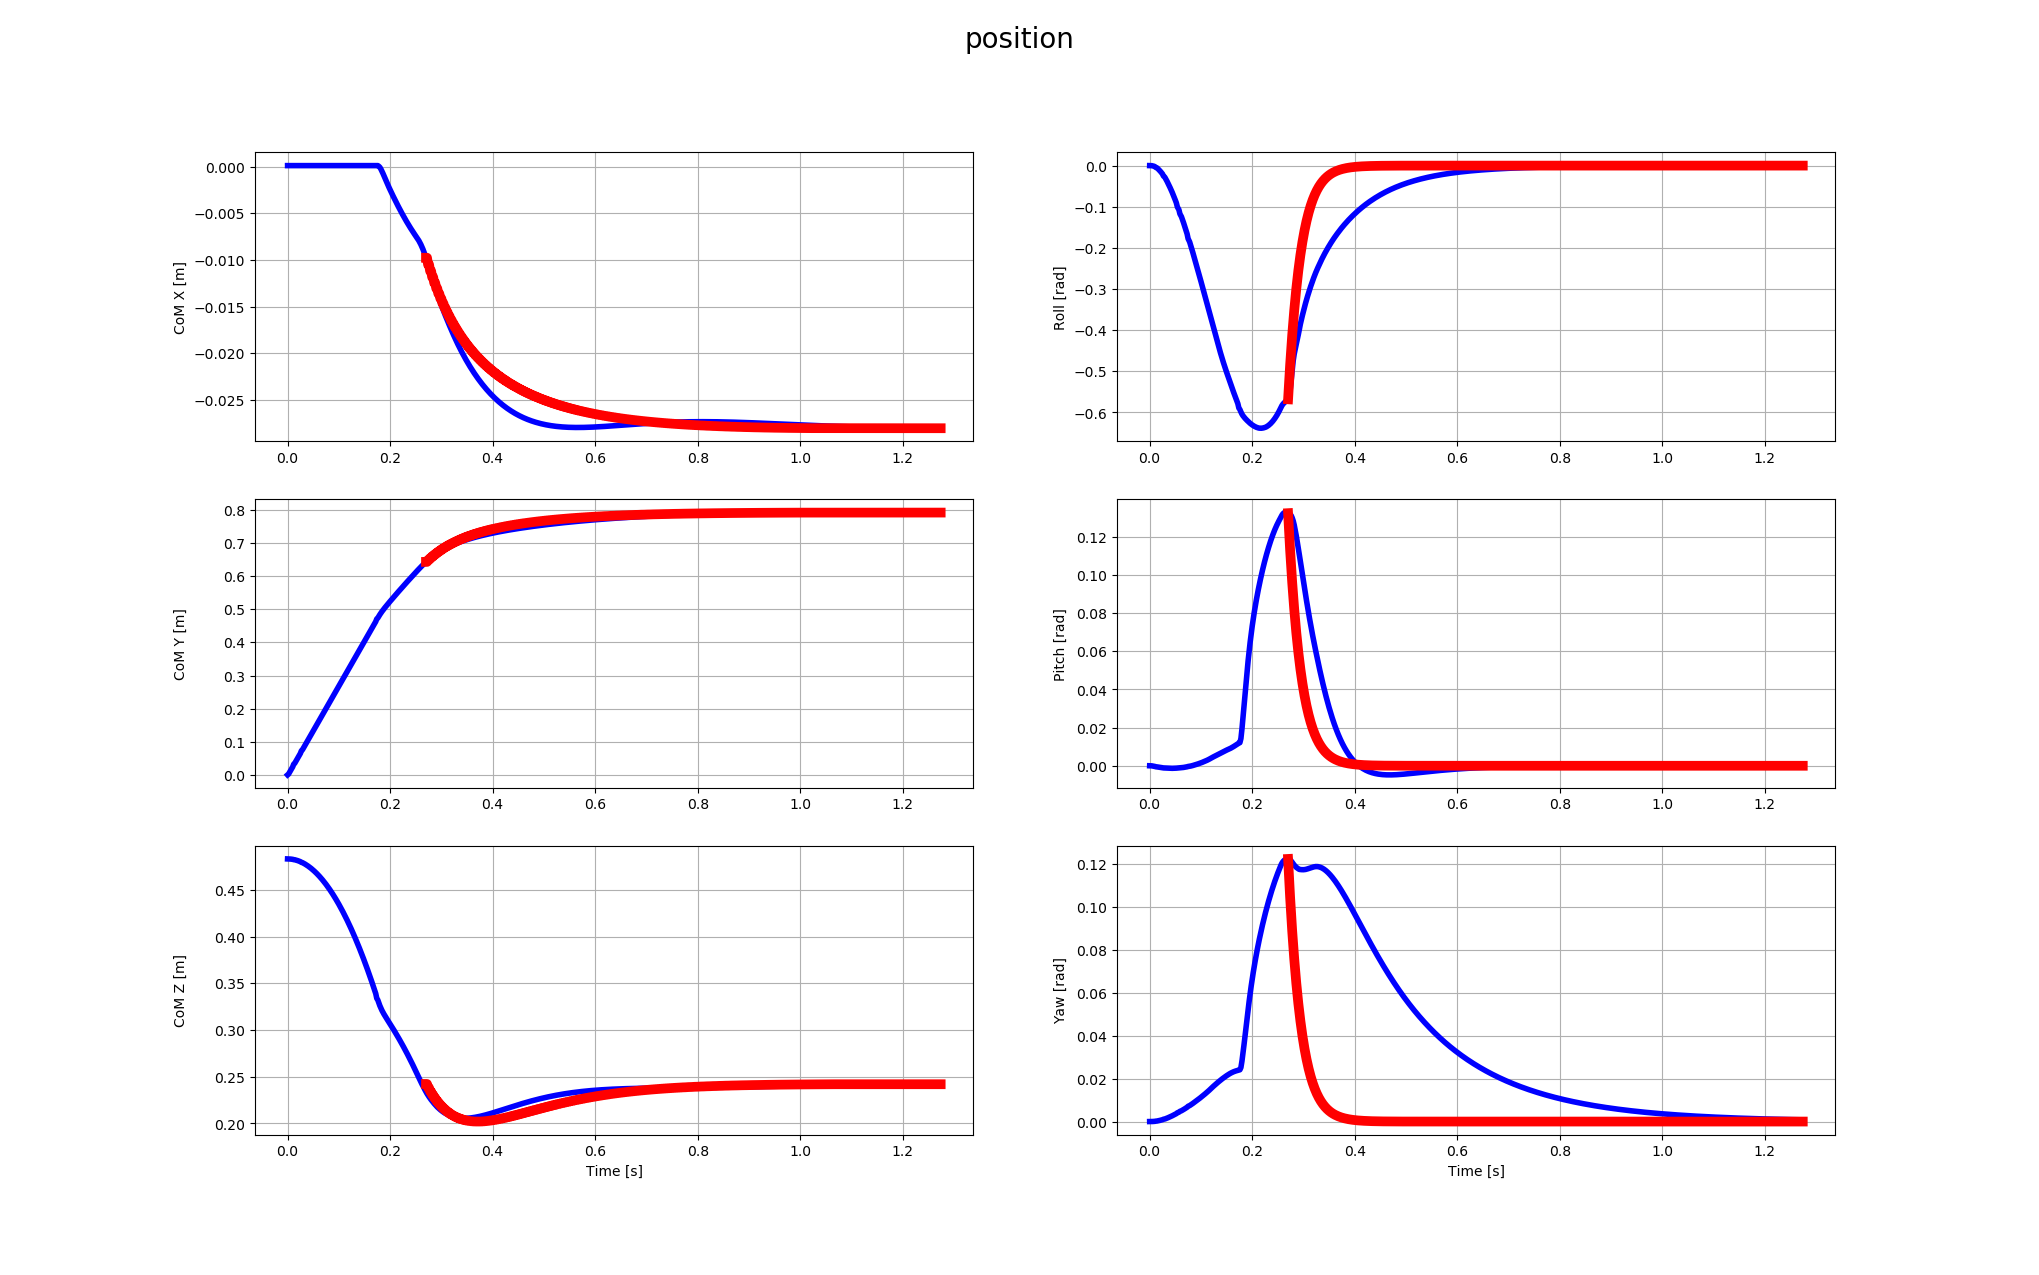 position
CoM X [m]
0.000
−0.005
−0.010
−0.015
−0.020
−0.025
0.0 0.2 0.4 0.6 0.8 1.0 1.2
Roll [rad]
0.0
−0.1
−0.2
−0.3
−0.4
−0.5
−0.6
0.0 0.2 0.4 0.6 0.8 1.0 1.2
CoM Y [m]
0.8
0.7
0.6
0.5
0.4
0.3
0.2
0.1
0.0
0.0 0.2 0.4 0.6 0.8 1.0 1.2
Pitch [rad]
0.12
0.10
0.08
0.06
0.04
0.02
0.00
0.0 0.2 0.4 0.6 0.8 1.0 1.2
CoM Z [m]
0.45
0.40
0.35
0.30
0.25
0.20
0.0 0.2 0.4 0.6 0.8 1.0 1.2
Time [s]
Yaw [rad]
0.12
0.10
0.08
0.06
0.04
0.02
0.00
0.0 0.2 0.4 0.6 0.8 1.0 1.2
Time [s]